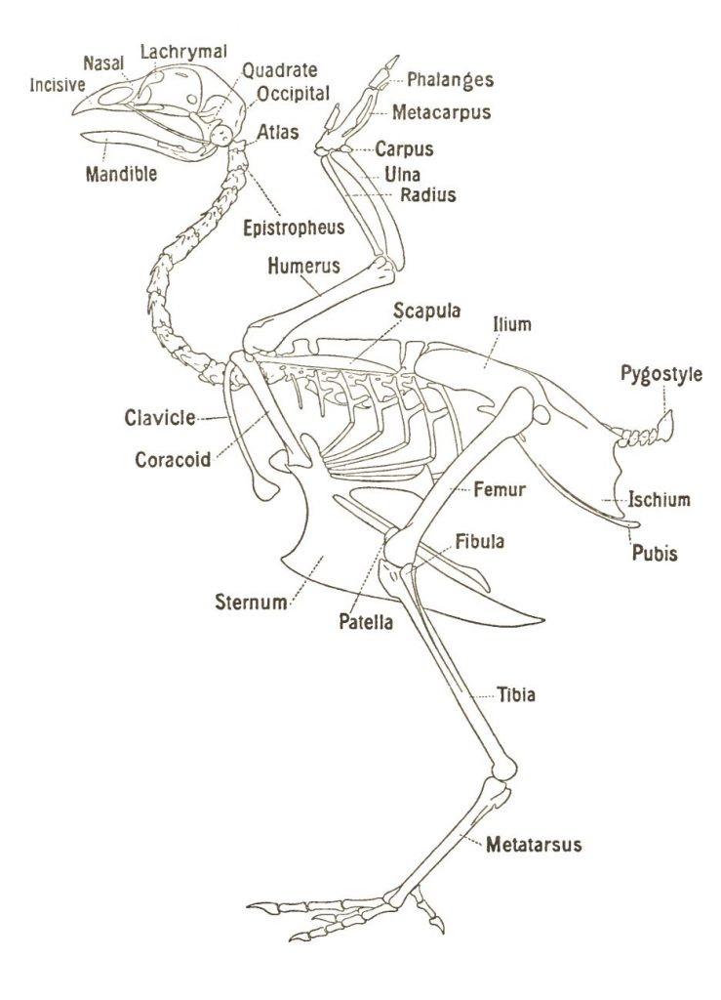 Lachrymal
Nasal
Quadrate
Incisive
Occipital
Phalanges
Metacarpus
Atlas
Carpus
Mandible
Ulna
Radius
Epistropheus
Humerus
Scapula
Ilium
Pygostyle
Clavicle
Coracoid
Femur
Ischium
Fibula
Pubis
Sternum
Patella
Tibia
Metatarsus